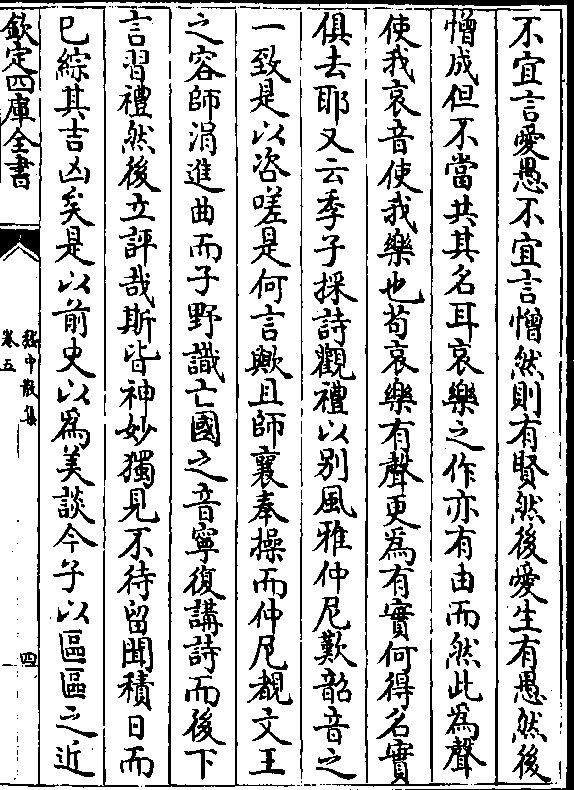 不宜言愛愚不宜言憎然則有賢然後愛生有愚然後
憎成但不當共其名耳哀樂之作亦有由而然此為聲
使我哀音使我樂也茍哀樂有聲更為有實何得名實
俱去耶又云季子採詩觀禮以别風雅仲尼歎韶音之
一致是以咨嗟是何言歟且師襄奉操而仲尼覩文王
之容師涓進曲而子野識亡國之音寧復講詩而後下
言習禮然後立評哉斯皆神妙獨見不待留聞積日而
已綜其吉凶矣是以前史以為美談今子以區區之近
欽定四庫全書
嵇中散集
卷五
四